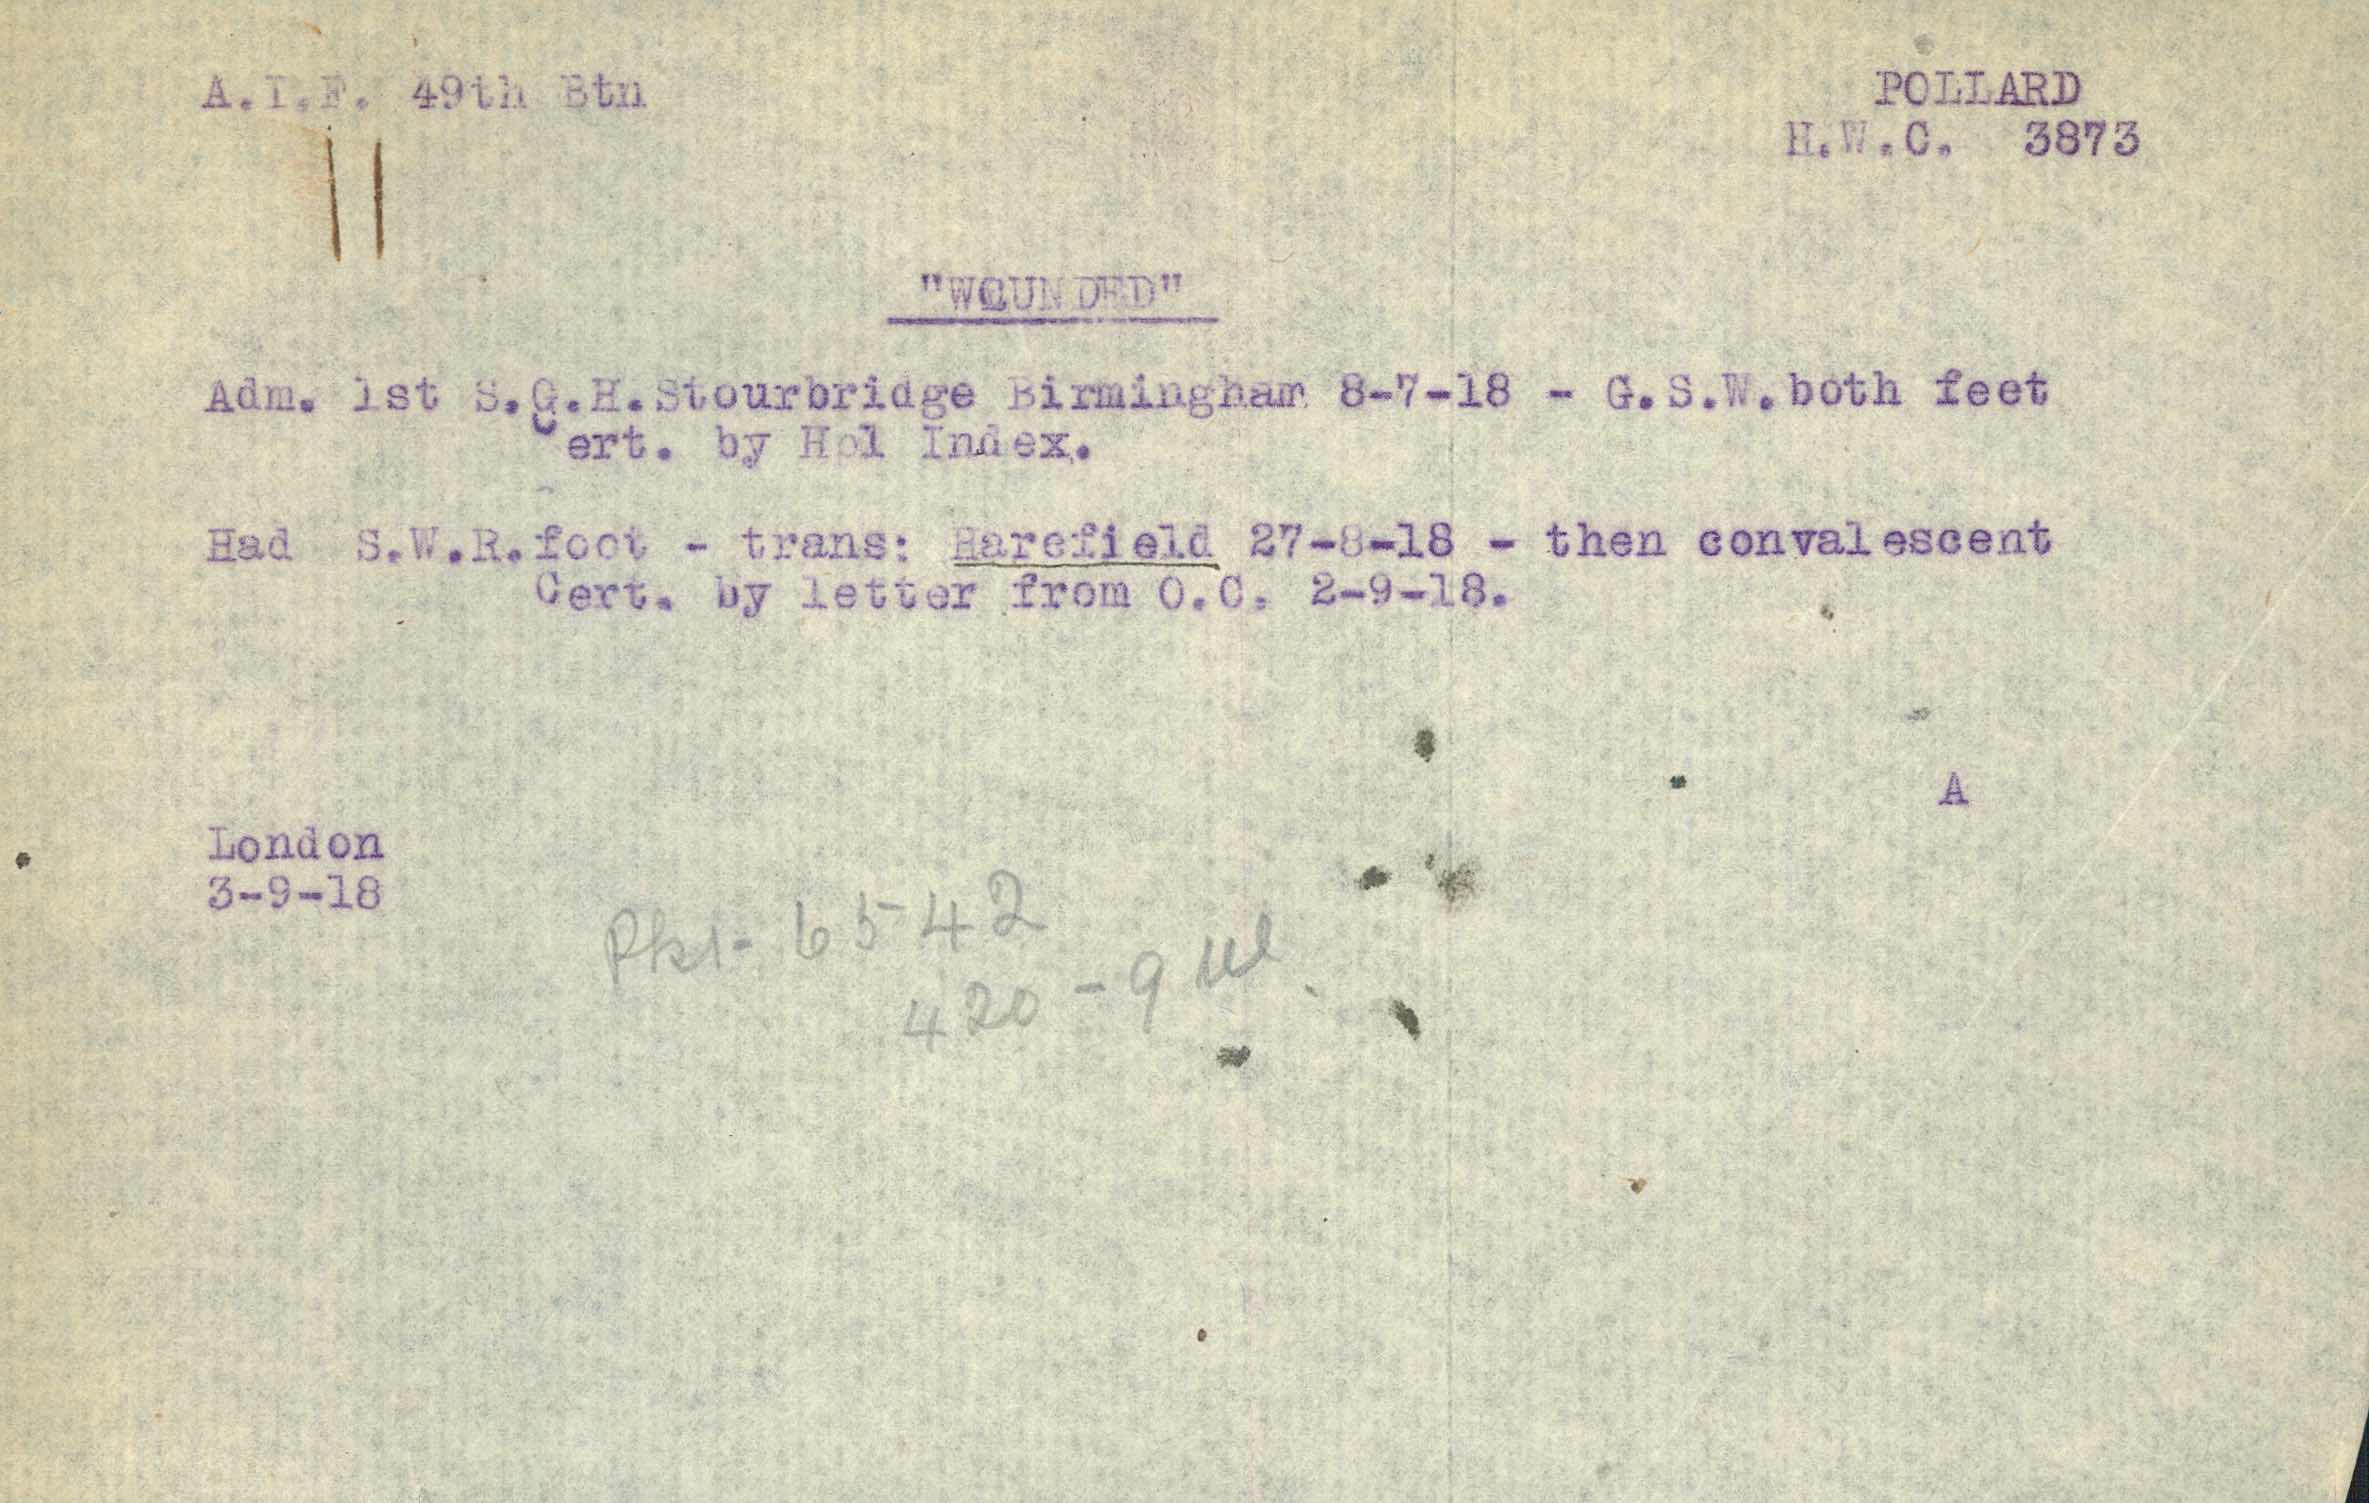 A.I.F. 49th Btn
POLLARD
H.W.C. 3873
"WOUNDED"
Adm. 1st S.G.H.Stourbridge Birmingham 8-7-18 - G.S.W.both feet
Cert. by Hpl Index.
Had S.W.R.foot - trans: Harefield 27-8-18 - then convalescent
Cert. by letter from O.C. 2-9-18.
A
London
3-9-18
Pkt. 6542
420 - 9